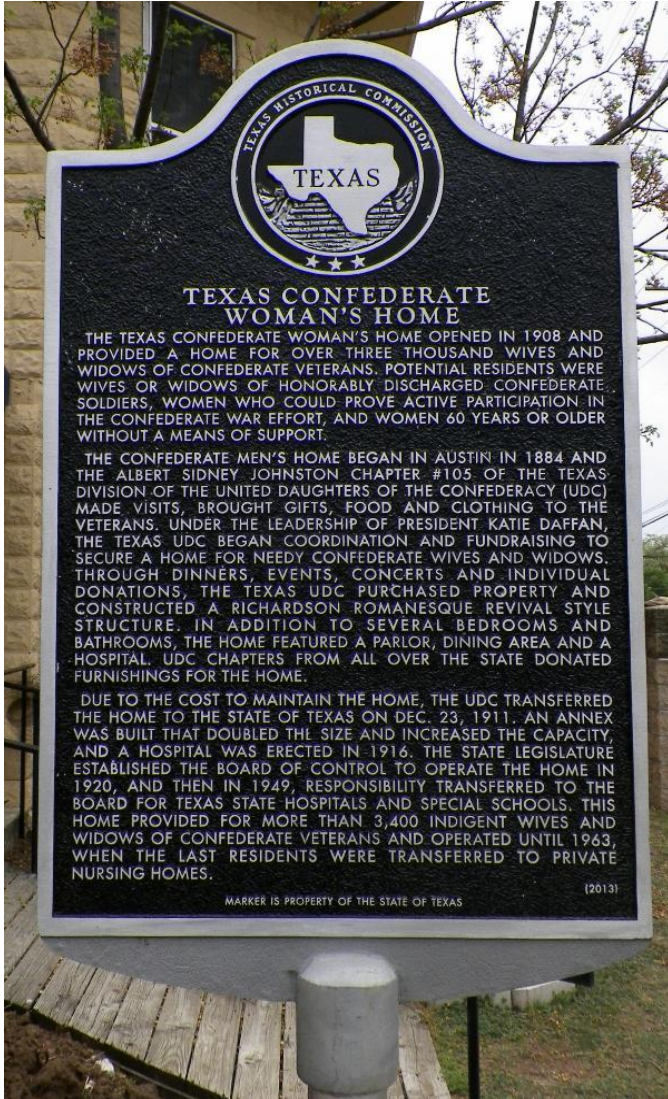 TEXAS HISTORICAL COMMISSION
TEXAS
TEXAS CONFEDERATE
WOMAN'S HOME
THE TEXAS CONFEDERATE WOMAN'S HOME OPENED IN 1908 AND
PROVIDED A HOME FOR OVER THREE THOUSAND WIVES AND
WIDOWS OF CONFEDERATE VETERANS. POTENTIAL RESIDENTS WERE
WIVES OR WIDOWS OF HONORABLY DISCHARGED CONFEDERATE
SOLDIERS, WOMEN WHO COULD PROVE ACTIVE PARTICIPATION IN
THE CONFEDERATE WAR EFFORT, AND WOMEN 60 YEARS OR OLDER
WITHOUT A MEANS OF SUPPORT.
THE CONFEDERATE MEN'S HOME BEGAN IN AUSTIN IN 1884 AND
THE ALBERT SIDNEY JOHNSTON CHAPTER #105 OF THE TEXAS
DIVISION OF THE UNITED DAUGHTERS OF THE CONFEDERACY (UDC)
MADE VISITS, BROUGHT GIFTS, FOOD AND CLOTHING TO THE
VETERANS. UNDER THE LEADERSHIP OF PRESIDENT KATIE DAFFAN,
THE TEXAS UDC BEGAN COORDINATION AND FUNDRAISING TO
SECURE A HOME FOR NEEDY CONFEDERATE WIVES AND WIDOWS.
THROUGH DINNERS, EVENTS, CONCERTS AND INDIVIDUAL
DONATIONS, THE TEXAS UDC PURCHASED PROPERTY AND
CONSTRUCTED A RICHARDSON ROMANESQUE REVIVAL STYLE
STRUCTURE. IN ADDITION TO SEVERAL BEDROOMS AND
BATHROOMS, THE HOME FEATURED A PARLOR, DINING AREA AND A
HOSPITAL. UDC CHAPTERS FROM ALL OVER THE STATE DONATED
FURNISHINGS FOR THE HOME.
DUE TO THE COST TO MAINTAIN THE HOME, THE UDC TRANSFERRED
THE HOME TO THE STATE OF TEXAS ON DEC. 23, 1911. AN ANNEX
WAS BUILT THAT DOUBLED THE SIZE AND INCREASED THE CAPACITY,
AND A HOSPITAL WAS ERECTED IN 1916. THE STATE LEGISLATURE
ESTABLISHED THE BOARD OF CONTROL TO OPERATE THE HOME IN
1920, AND THEN IN 1949, RESPONSIBILITY TRANSFERRED TO THE
BOARD FOR TEXAS STATE HOSPITALS AND SPECIAL SCHOOLS. THIS
HOME PROVIDED FOR MORE THAN 3,400 INDIGENT WIVES AND
WIDOWS OF CONFEDERATE VETERANS AND OPERATED UNTIL 1963,
WHEN THE LAST RESIDENTS WERE TRANSFERRED TO PRIVATE
NURSING HOMES.
(2013)
MARKER IS PROPERTY OF THE STATE OF TEXAS